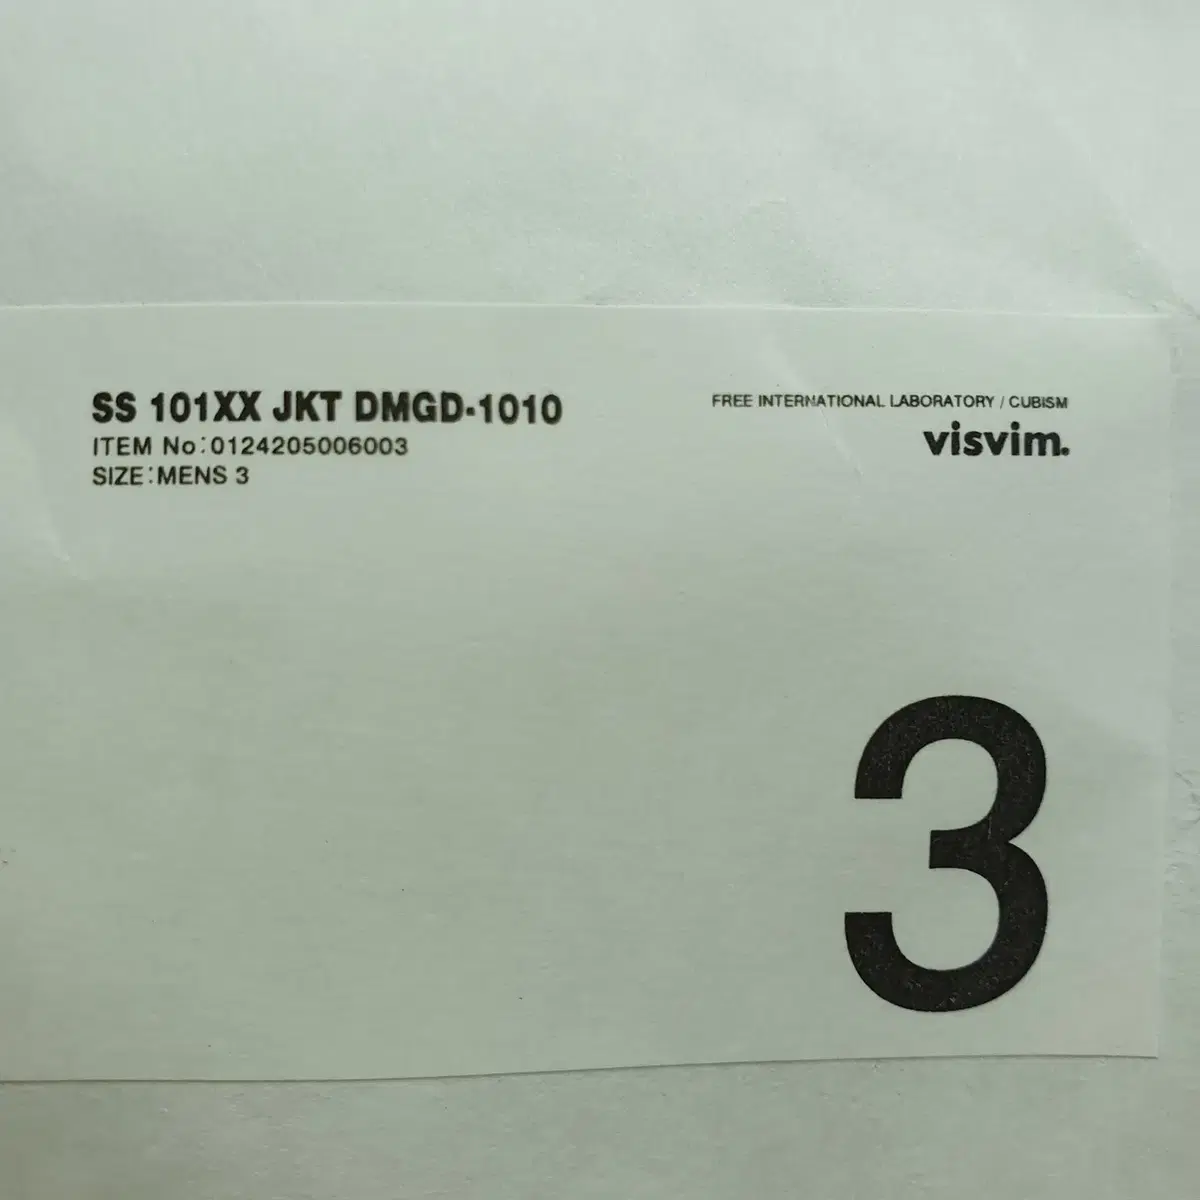 SS 101XX JKT DMGD-1010
ITEM No:0124205006003
SIZE:MENS 3
FREE INTERNATIONAL LABORATORY / CUBISM
visvim.
3